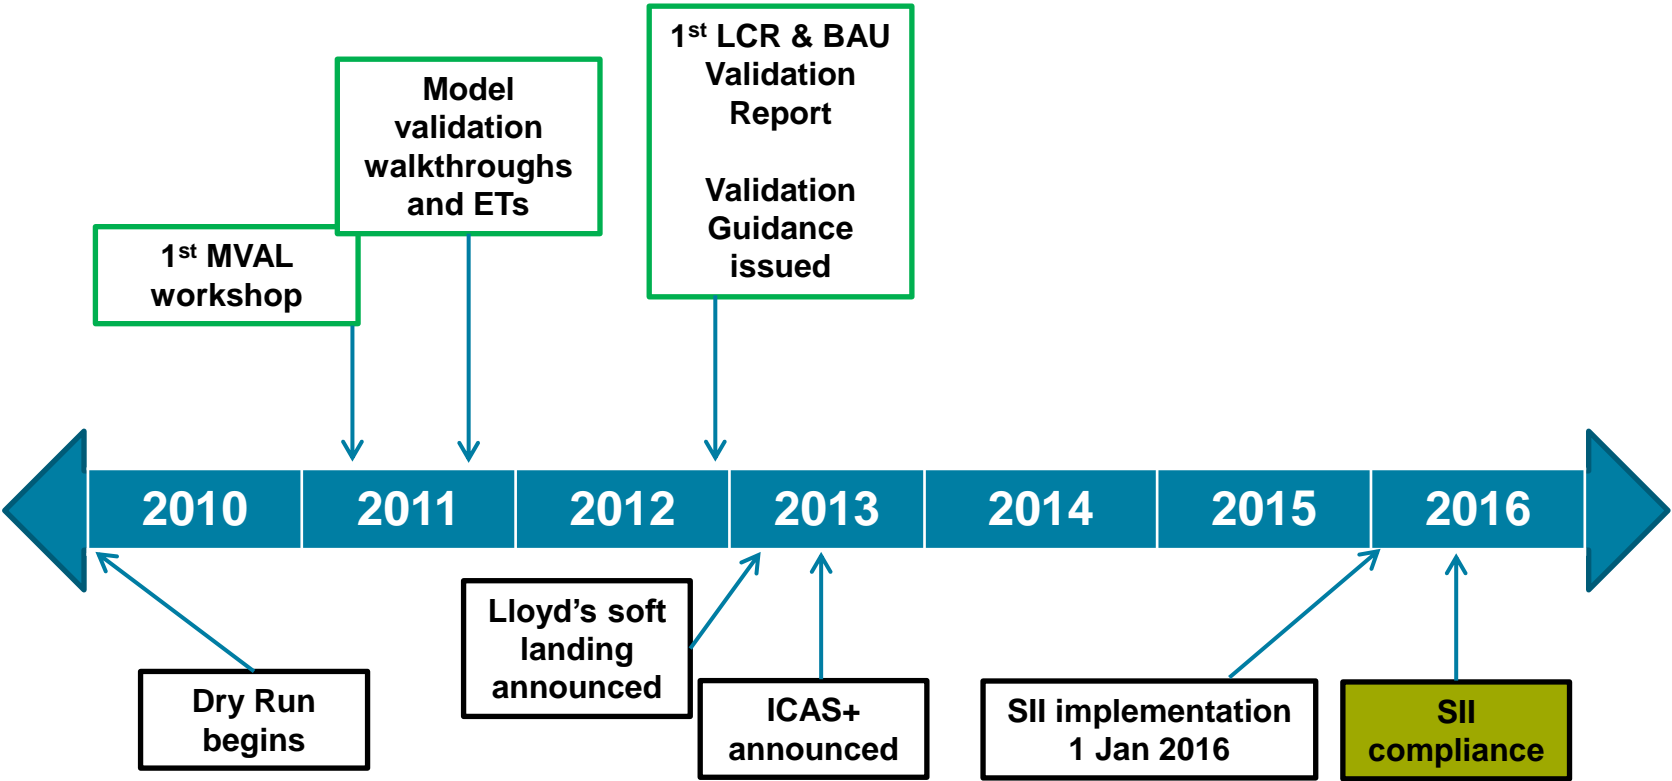 1st LCR & BAU
Validation
Report
Validation
Guidance
issued
Model
validation
walkthroughs
and ETs
1st MVAL
workshop
2010
2011
2012
2013
2014
2015
2016
Dry Run
begins
Lloyd’s soft
landing
announced
ICAS+
announced
SII implementation
1 Jan 2016
SII
compliance